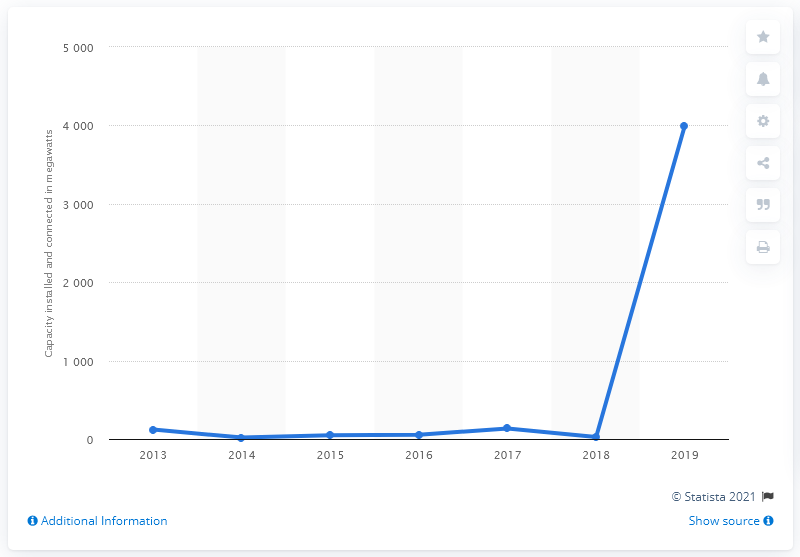 5 000
4 000
3 000
2 000
1 000
0
Capacity installed and connected in megawatts
2013 2014 2015 2016 2017 2018 2019
© Statista 2021
Additional Information
Show source